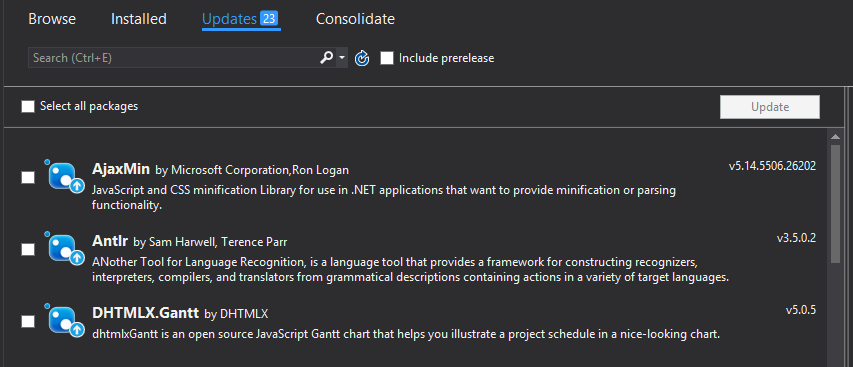 Browse Installed Updates 23 Consolidate
Search (Ctrl+E) Include prerelease
Select all packages Update
AjaxMin by Microsoft Corporation,Ron Logan v5.14.5506.26202
JavaScript and CSS minification Library for use in .NET applications that want to provide minification or parsing
functionality.
Antlr by Sam Harwell, Terence Parr v3.5.0.2
ANother Tool for Language Recognition, is a language tool that provides a framework for constructing recognizers,
interpreters, compilers, and translators from grammatical descriptions containing actions in a variety of target languages.
DHTMLX.Gantt by DHTMLX v5.0.5
dhtmlxGantt is an open source JavaScript Gantt chart that helps you illustrate a project schedule in a nice-looking chart.